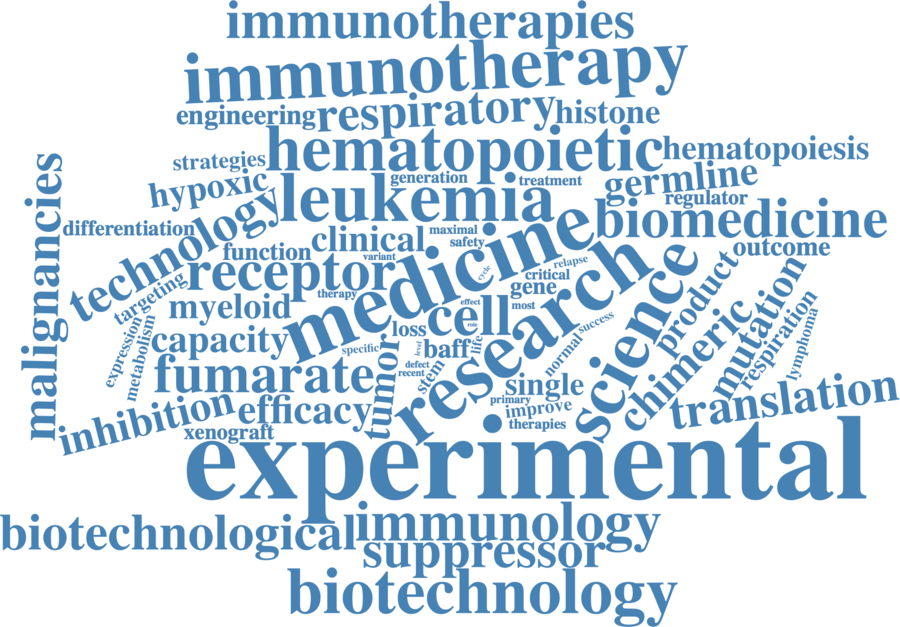 immunotherapies
immunotherapy
engineering
respiratory
histone
strategies
hematopoietic
hematopoiesis
hypoxic
generation
treatment
germline
regulator
malignancies
technology
leukemia
medicine
biomedicine
differentiation
function
clinical
maximal
safety
variant
outcome
receptor
targeting
therapy
cycle
relapse
critical
gene
research
science
product
mutation
expression
metabolism
myeloid
effect
role
most
cell
loss
success
chimeric
respiration
lymphoma
capacity
specific
level
baff
life
normal
fumarate
tumor
defect
recent
stem
single
primary
improve
therapies
translation
inhibition
efficacy
xenograft
experimental
biotechnological
immunology
suppressor
biotechnology